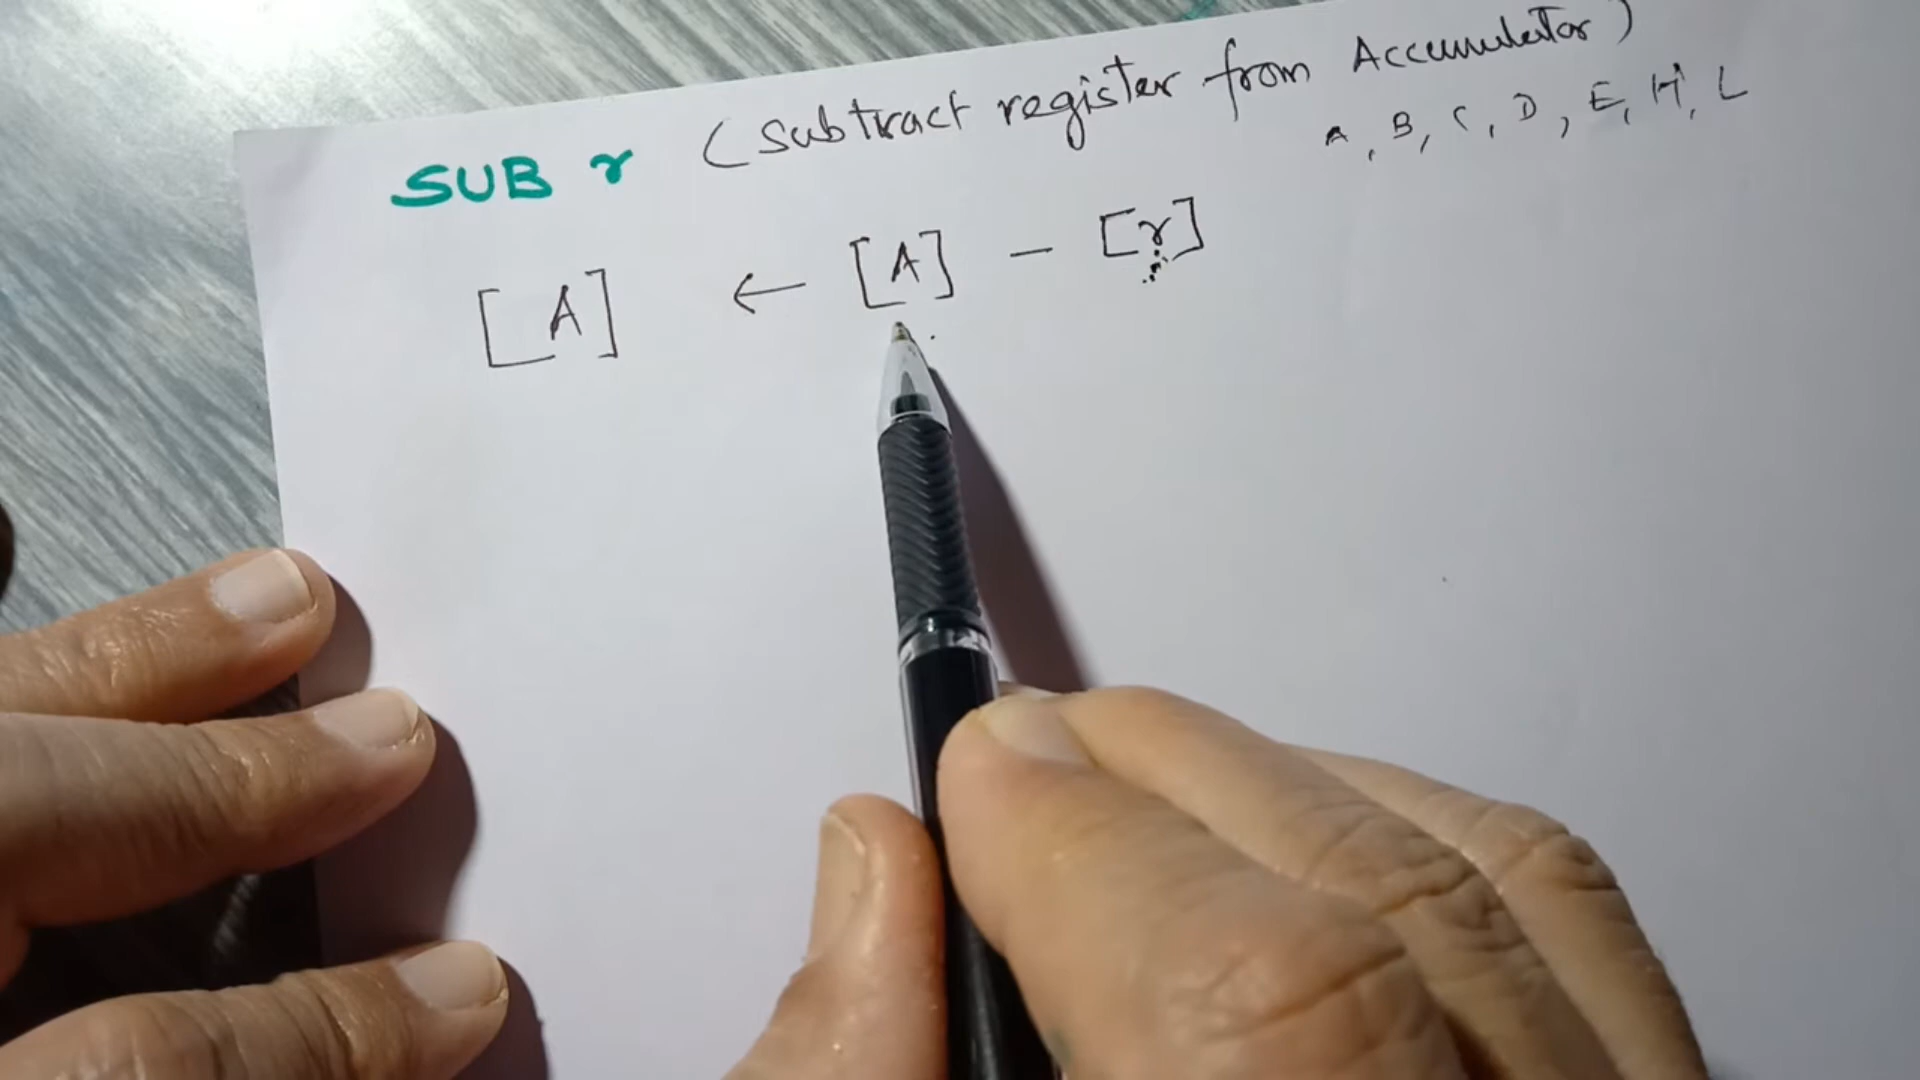 SUB r (Subtract register from Accumulator)
A, B, C, D, E, H, L
[A] ← [A] - [r]